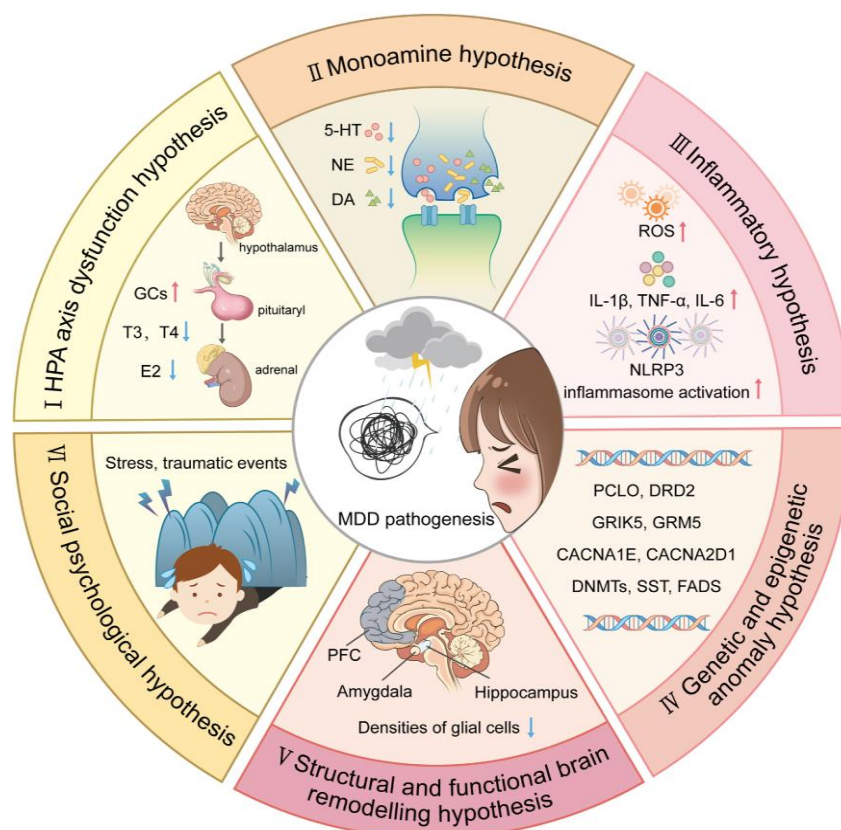 Ⅰ HPA axis dysfunction hypothesis
hypothalamus
GCs ↑
pituitaryl
T3, T4 ↓
E2 ↓
adrenal
Ⅱ Monoamine hypothesis
5-HT ↓
NE ↓
DA ↓
Ⅲ Inflammatory hypothesis
ROS ↑
IL-1β, TNF-α, IL-6 ↑
NLRP3
inflammasome activation ↑
Ⅳ Genetic and epigenetic
anomaly hypothesis
PCLO, DRD2
GRIK5, GRM5
CACNA1E, CACNA2D1
DNMTs, SST, FADS
Ⅴ Structural and functional brain
remodelling hypothesis
PFC
Amygdala
Hippocampus
Densities of glial cells ↓
Ⅵ Social psychological hypothesis
Stress, traumatic events
MDD pathogenesis